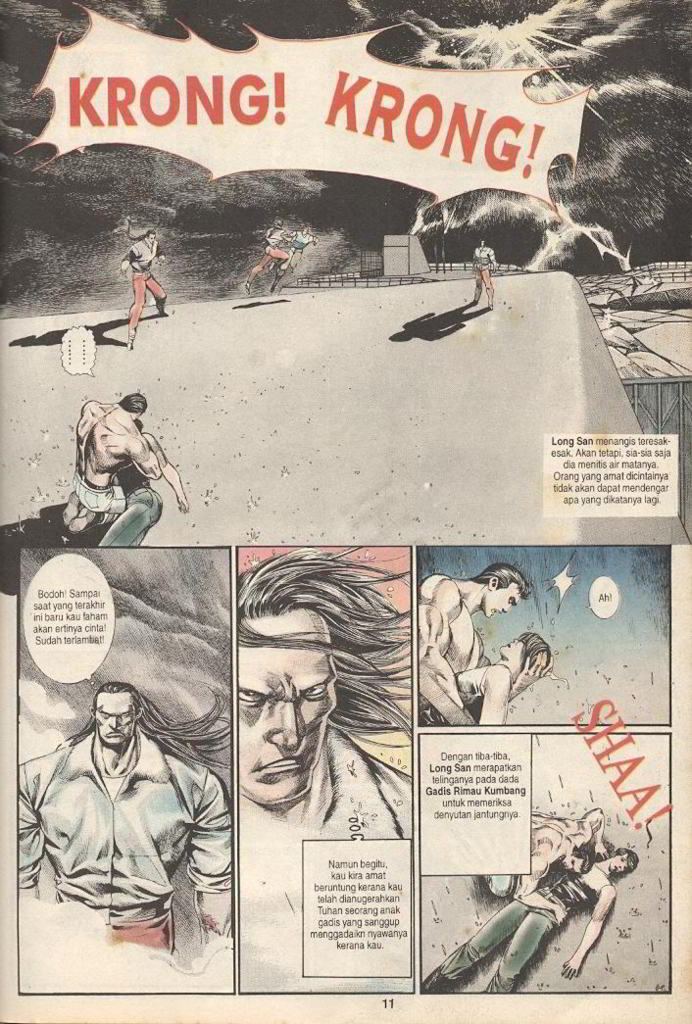 KRONG! KRONG!
......
Long San menangis teresak-
esak. Akan tetapi, sia-sia saja
dia menitis air matanya.
Orang yang amat dicintainya
tidak akan dapat mendengar
apa yang dikatanya lagi.
Bodoh! Sampai
saat yang terakhir
ini baru kau faham
akan ertinya cinta!
Sudah terlambat!
Namun begitu,
kau kira amat
beruntung kerana kau
telah dianugerahkan
Tuhan seorang anak
gadis yang sanggup
menggadaikn nyawanya
kerana kau.
Ah!
Dengan tiba-tiba,
Long San merapatkan
telinganya pada dada
Gadis Rimau Kumbang
untuk memeriksa
denyutan jantungnya.
SHAA!
11